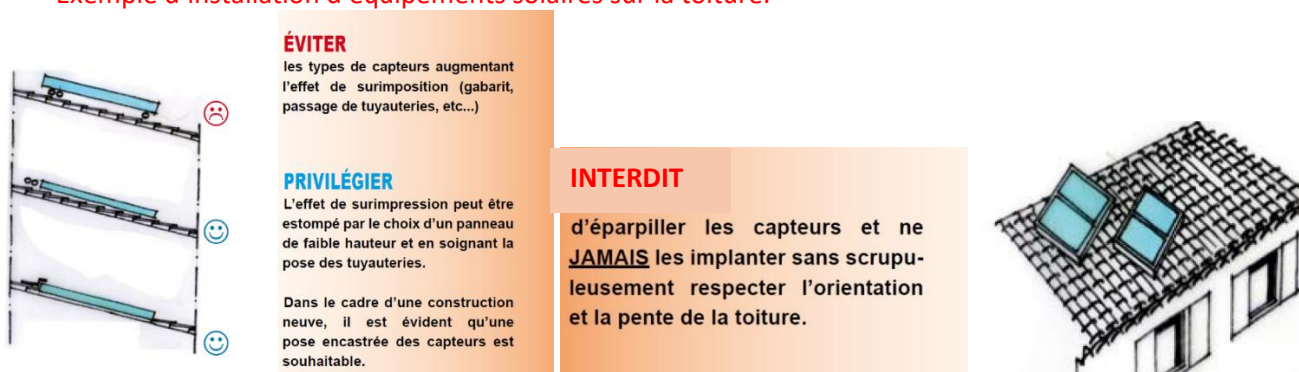 Exemple d'installation d'équipements solaires sur la toiture.
ÉVITER
les types de capteurs augmentant
l'effet de surimposition (gabarit,
passage de tuyauteries, etc...)
PRIVILÉGIER
L'effet de surimpression peut être
estompé par le choix d'un panneau
de faible hauteur et en soignant la
pose des tuyauteries.
Dans le cadre d'une construction
neuve, il est évident qu'une
pose encastrée des capteurs est
souhaitable.
INTERDIT
d'éparpiller les capteurs et ne
JAMAIS les implanter sans scrupu-
leusement respecter l'orientation
et la pente de la toiture.